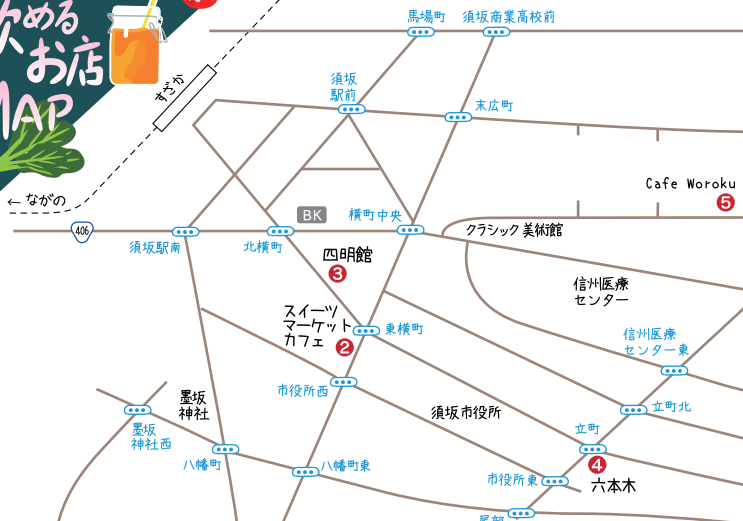 飲める
お店
MAP
馬場町
須坂商業高校前
須坂
駅前
すざか
末広町
Cafe Woroku
5
← ながの
BK
横町中央
406
クラシック美術館
須坂駅南
北横町
四明館
3
信州医療
センター
スイーツ
マーケット
カフェ
2
東横町
信州医療
センター東
市役所西
墨坂
神社
須坂市役所
立町北
墨坂
神社西
立町
八幡町
八幡町東
4
市役所東
六本木